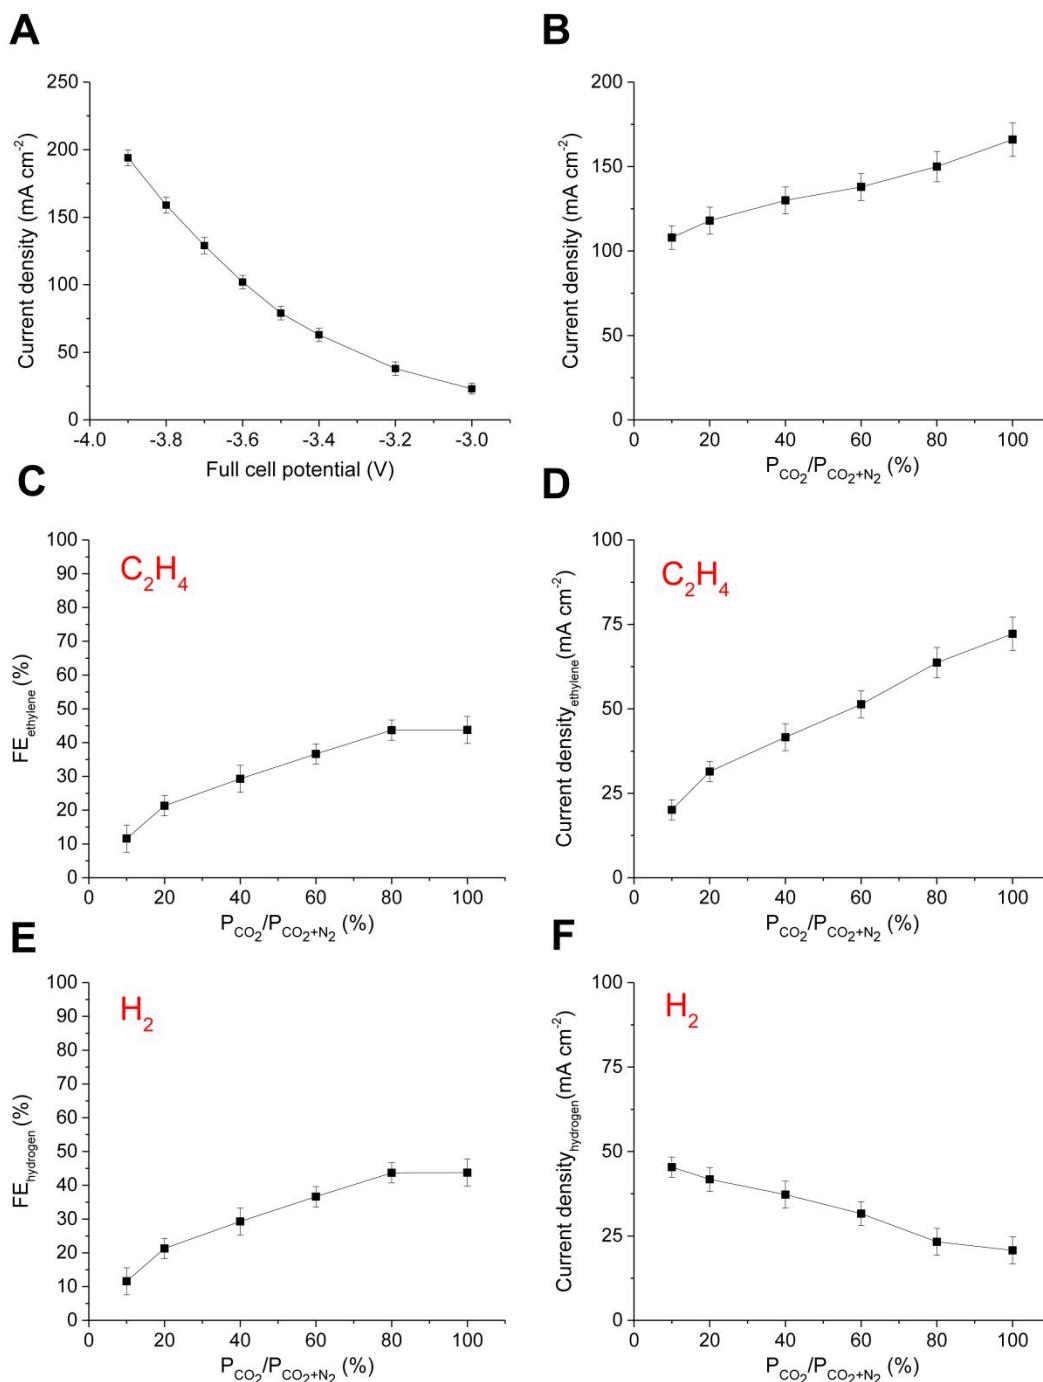 A
Current density (mA cm⁻²)
250
200
150
100
50
0
-4.0 -3.8 -3.6 -3.4 -3.2 -3.0
Full cell potential (V)
B
Current density (mA cm⁻²)
200
150
100
50
0
0 20 40 60 80 100
P_CO₂/P_CO₂+N₂ (%)
C
C₂H₄
FE_ethylene (%)
100
90
80
70
60
50
40
30
20
10
0
0 20 40 60 80 100
P_CO₂/P_CO₂+N₂ (%)
D
C₂H₄
Current density_ethylene (mA cm⁻²)
100
75
50
25
0
0 20 40 60 80 100
P_CO₂/P_CO₂+N₂ (%)
E
H₂
FE_hydrogen (%)
100
90
80
70
60
50
40
30
20
10
0
0 20 40 60 80 100
P_CO₂/P_CO₂+N₂ (%)
F
H₂
Current density_hydrogen (mA cm⁻²)
100
75
50
25
0
0 20 40 60 80 100
P_CO₂/P_CO₂+N₂ (%)